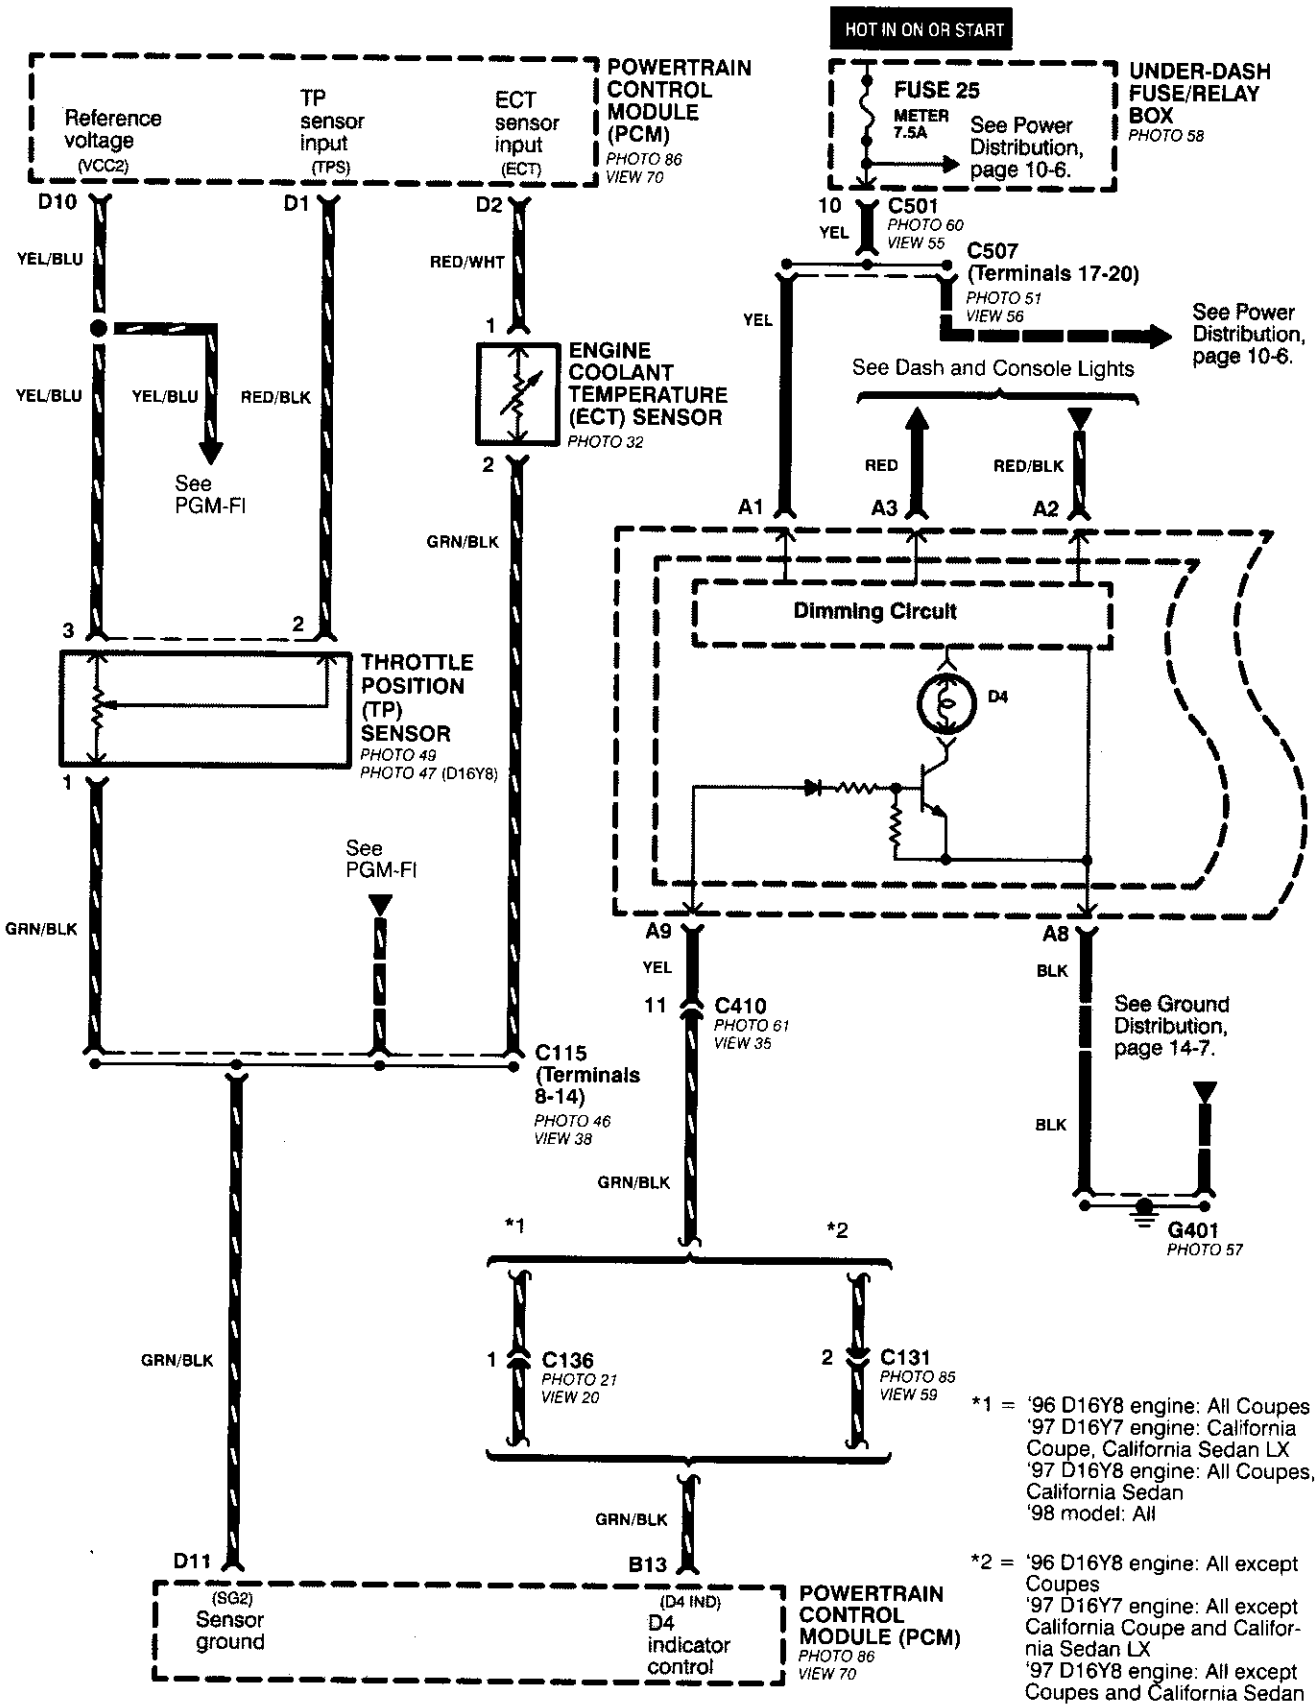 HOT IN ON OR START
POWERTRAIN
CONTROL
MODULE
(PCM)
PHOTO 86
VIEW 70
Reference
voltage
(VCC2)
TP
sensor
input
(TPS)
ECT
sensor
input
(ECT)
FUSE 25
METER
7.5A
See Power
Distribution,
page 10-6.
UNDER-DASH
FUSE/RELAY
BOX
PHOTO 58
D10
D1
D2
10
C501
PHOTO 60
VIEW 55
YEL
YEL/BLU
RED/WHT
C507
(Terminals 17-20)
PHOTO 51
VIEW 56
YEL
See Power
Distribution,
page 10-6.
1
ENGINE
COOLANT
TEMPERATURE
(ECT) SENSOR
PHOTO 32
See Dash and Console Lights
YEL/BLU
YEL/BLU
RED/BLK
2
RED
RED/BLK
See
PGM-FI
A1
A3
A2
GRN/BLK
Dimming Circuit
3
2
THROTTLE
POSITION
(TP)
SENSOR
PHOTO 49
PHOTO 47 (D16Y8)
D4
1
See
PGM-FI
GRN/BLK
A9
A8
YEL
BLK
11
C410
PHOTO 61
VIEW 35
See Ground
Distribution,
page 14-7.
C115
(Terminals
8-14)
PHOTO 46
VIEW 38
BLK
GRN/BLK
*1
*2
G401
PHOTO 57
GRN/BLK
1
C136
PHOTO 21
VIEW 20
2
C131
PHOTO 85
VIEW 59
*1 = '96 D16Y8 engine: All Coupes
'97 D16Y7 engine: California
Coupe, California Sedan LX
'97 D16Y8 engine: All Coupes,
California Sedan
'98 model: All
GRN/BLK
D11
B13
*2 = '96 D16Y8 engine: All except
Coupes
'97 D16Y7 engine: All except
California Coupe and Califor-
nia Sedan LX
'97 D16Y8 engine: All except
Coupes and California Sedan
(SG2)
Sensor
ground
(D4 IND)
D4
indicator
control
POWERTRAIN
CONTROL
MODULE (PCM)
PHOTO 86
VIEW 70